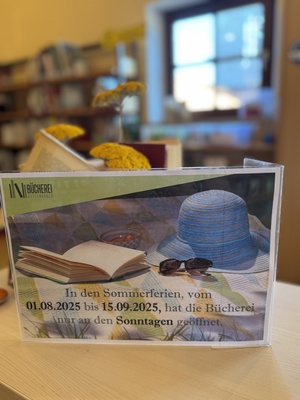 BÜCHEREI
In den Sommerferien, vom
01.08.2025 bis 15.09.2025, hat die Bücherei
nur an den Sonntagen geöffnet.